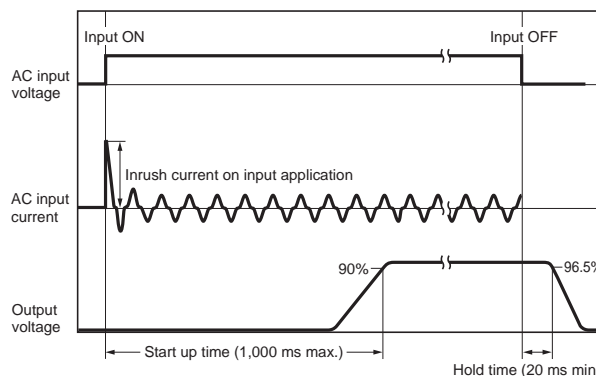 Input ON
Input OFF
AC input
voltage
Inrush current on input application
AC input
current
90%
96.5%
Output
voltage
Start up time (1,000 ms max.)
Hold time (20 ms min